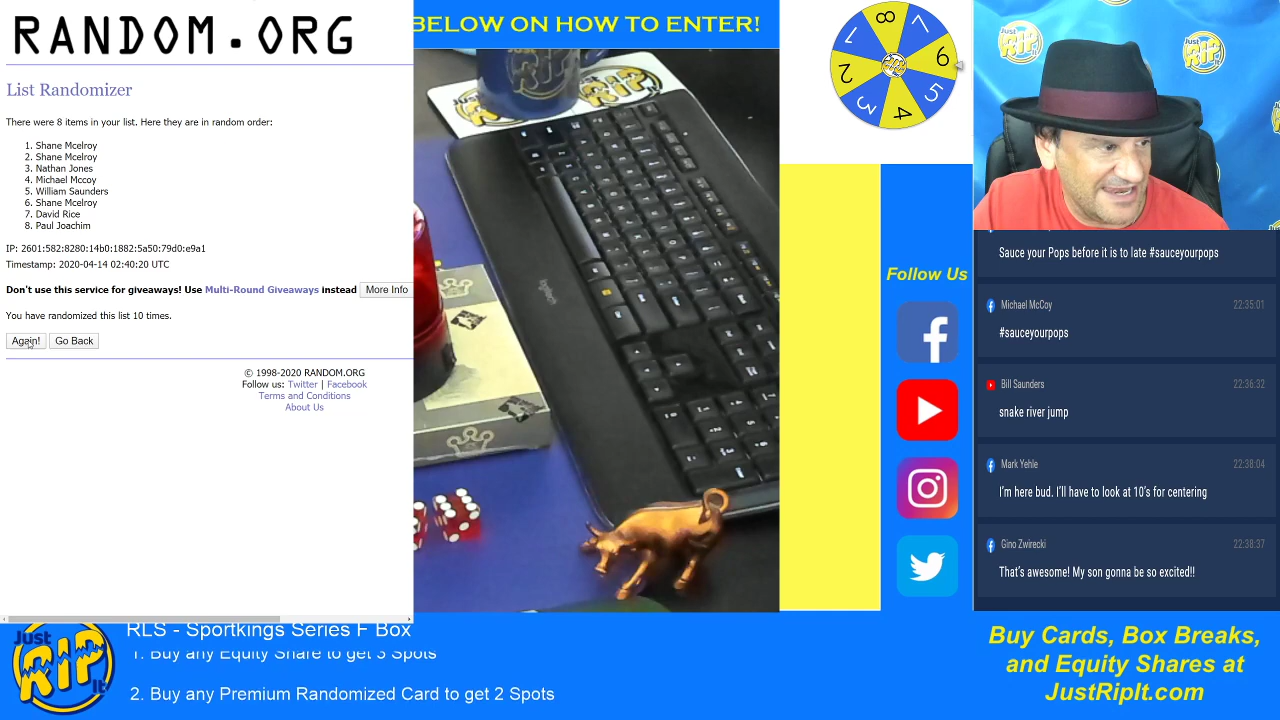 RANDOM.ORG
List Randomizer
There were 8 items in your list. Here they are in random order:
1. Shane Mcelroy
2. Shane Mcelroy
3. Nathan Jones
4. Michael Mccoy
5. William Saunders
6. Shane Mcelroy
7. David Rice
8. Paul Joachim
IP: 2601:582:8280:14b0:1882:5a50:79d0:e9a1
Timestamp: 2020-04-14 02:40:20 UTC
Don't use this service for giveaways! Use Multi-Round Giveaways instead More Info
You have randomized this list 10 times.
Again! Go Back
© 1998-2020 RANDOM.ORG
Follow us: Twitter | Facebook
Terms and Conditions
About Us
BELOW ON HOW TO ENTER!
8
7
6
5
4
3
2
1
Follow Us
Sauce your Pops before it is to late #sauceyourpops
Michael McCoy 22:35:01
#sauceyourpops
Bill Saunders 22:36:32
snake river jump
Mark Yehle 22:38:04
I'm here bud. I'll have to look at 10's for centering
Gino Zwirecki 22:38:37
That's awesome! My son gonna be so excited!!
Just RIP It
RLS - Sportkings Series F Box
1. Buy any Equity Share to get 3 Spots
2. Buy any Premium Randomized Card to get 2 Spots
Buy Cards, Box Breaks,
and Equity Shares at
JustRipIt.com